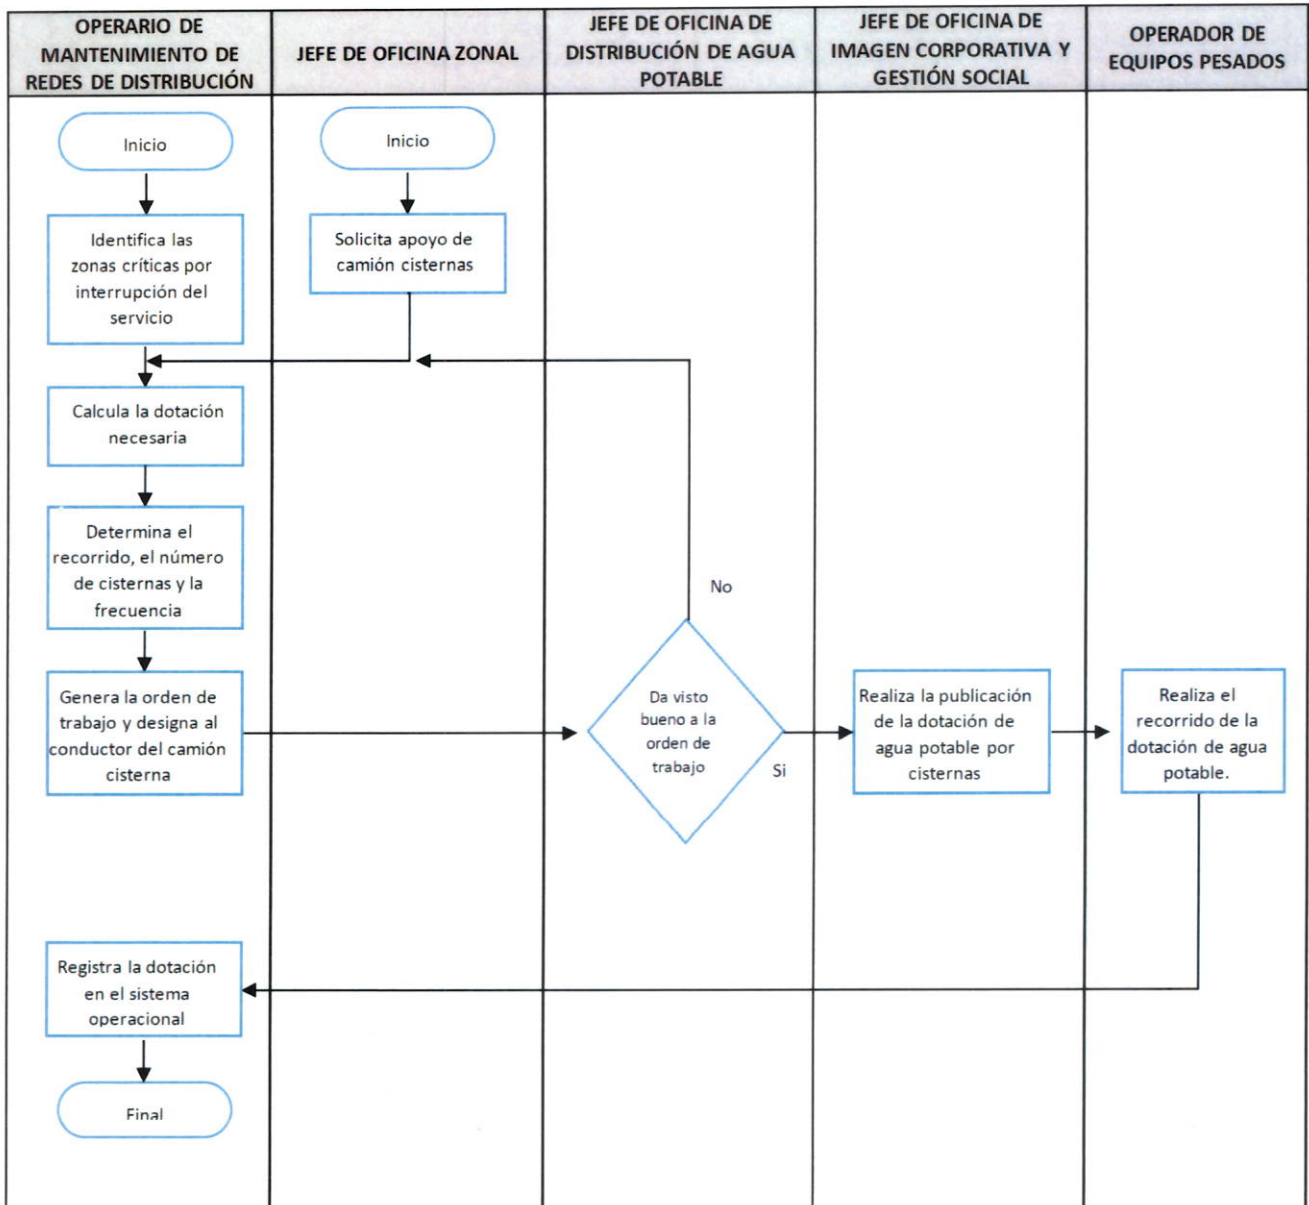 OPERARIO DE
MANTENIMIENTO DE
REDES DE DISTRIBUCIÓN
JEFE DE OFICINA ZONAL
JEFE DE OFICINA DE
DISTRIBUCIÓN DE AGUA
POTABLE
JEFE DE OFICINA DE
IMAGEN CORPORATIVA Y
GESTIÓN SOCIAL
OPERADOR DE
EQUIPOS PESADOS
Inicio
Inicio
Identifica las
zonas críticas por
interrupción del
servicio
Solicita apoyo de
camión cisternas
Calcula la dotación
necesaria
Determina el
recorrido, el número
de cisternas y la
frecuencia
No
Genera la orden de
trabajo y designa al
conductor del camión
cisterna
Da visto
bueno a la
orden de
trabajo
Si
Realiza la publicación
de la dotación de
agua potable por
cisternas
Realiza el
recorrido de la
dotación de agua
potable.
Registra la dotación
en el sistema
operacional
Final